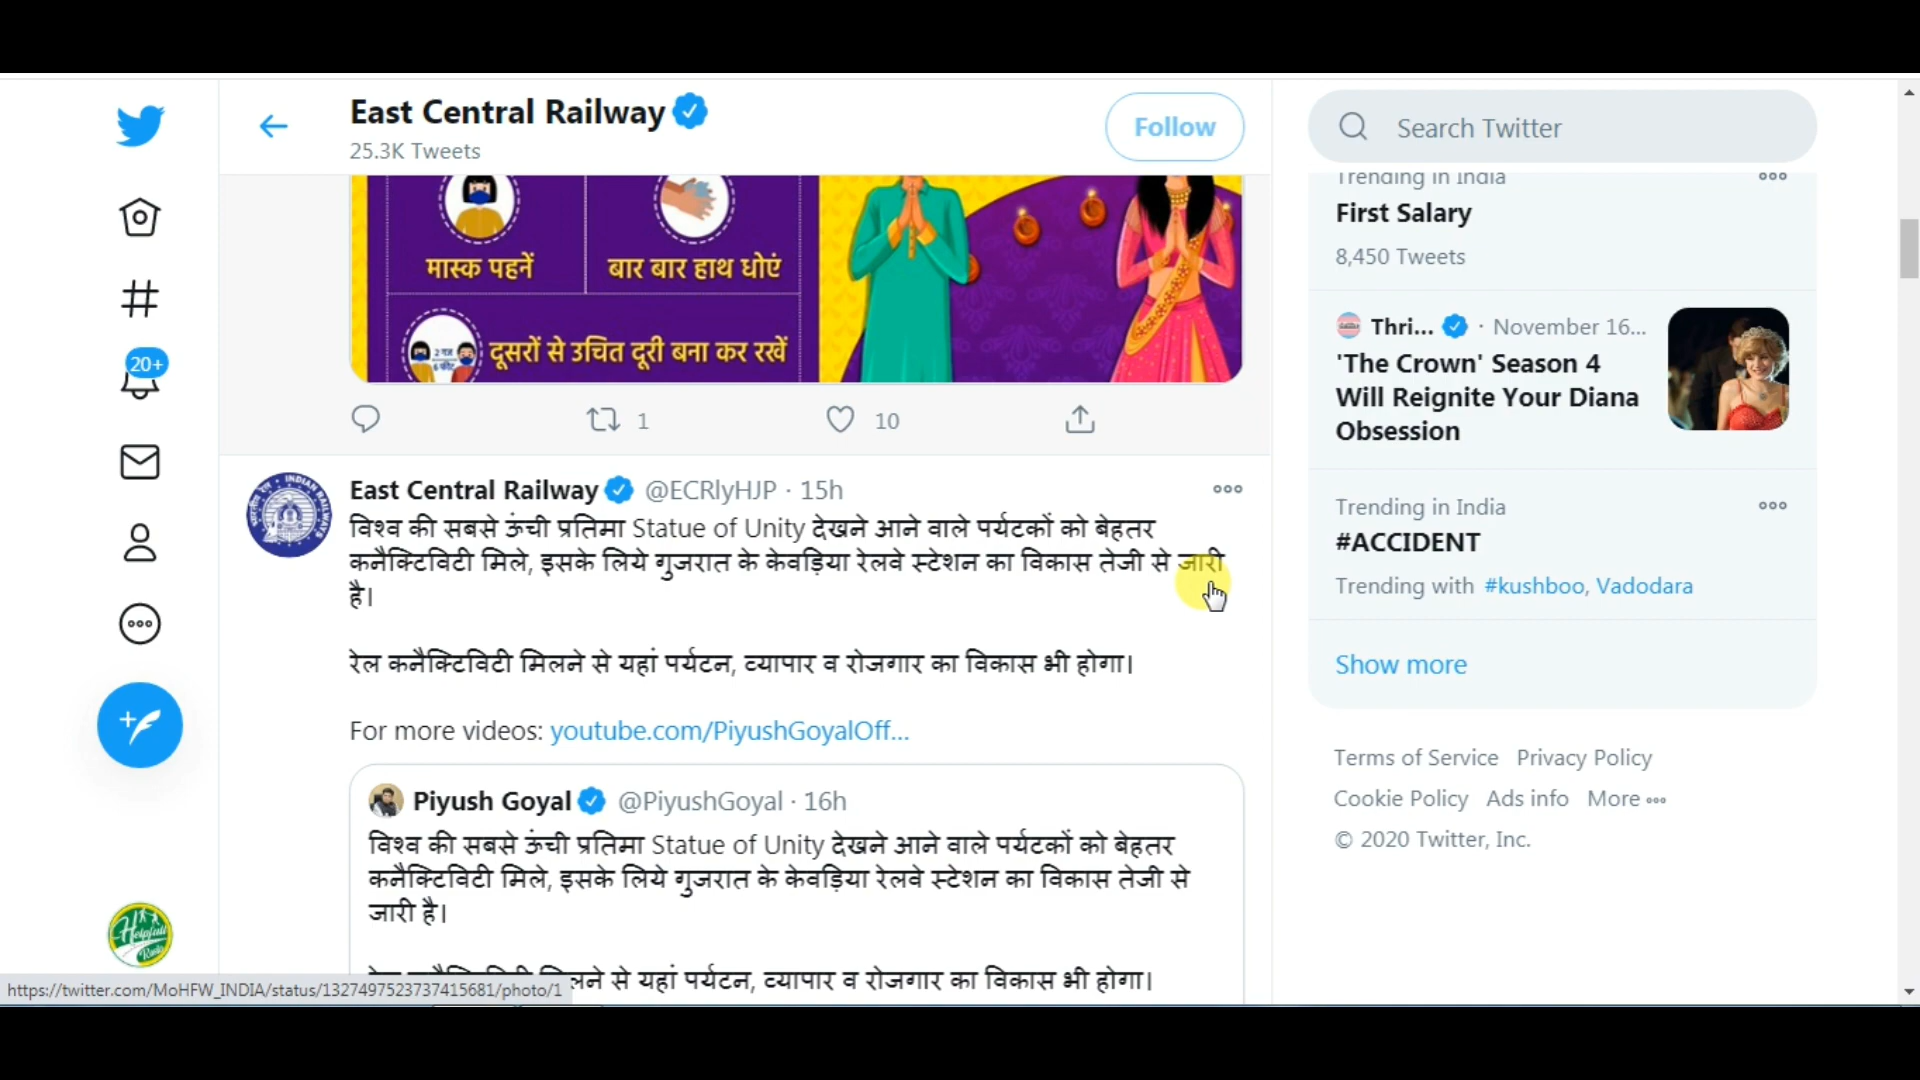 East Central Railway
25.3K Tweets
Follow
Search Twitter
मास्क पहनें
बार बार हाथ धोएं
दूसरों से उचित दूरी बना कर रखें
1
10
East Central Railway @ECRlyHJP · 15h
विश्व की सबसे ऊंची प्रतिमा Statue of Unity देखने आने वाले पर्यटकों को बेहतर
कनैक्टिविटी मिले, इसके लिये गुजरात के केवड़िया रेलवे स्टेशन का विकास तेजी से जारी
है।
रेल कनैक्टिविटी मिलने से यहां पर्यटन, व्यापार व रोजगार का विकास भी होगा।
For more videos: youtube.com/PiyushGoyalOff...
Piyush Goyal @PiyushGoyal · 16h
विश्व की सबसे ऊंची प्रतिमा Statue of Unity देखने आने वाले पर्यटकों को बेहतर
कनैक्टिविटी मिले, इसके लिये गुजरात के केवड़िया रेलवे स्टेशन का विकास तेजी से
जारी है।
से यहां पर्यटन, व्यापार व रोजगार का विकास भी होगा।
Trending in India
First Salary
8,450 Tweets
Thri... · November 16...
'The Crown' Season 4
Will Reignite Your Diana
Obsession
Trending in India
#ACCIDENT
Trending with #kushboo, Vadodara
Show more
Terms of Service Privacy Policy
Cookie Policy Ads info More
© 2020 Twitter, Inc.
20+
https://twitter.com/MoHFW_INDIA/status/1327497523737415681/photo/1